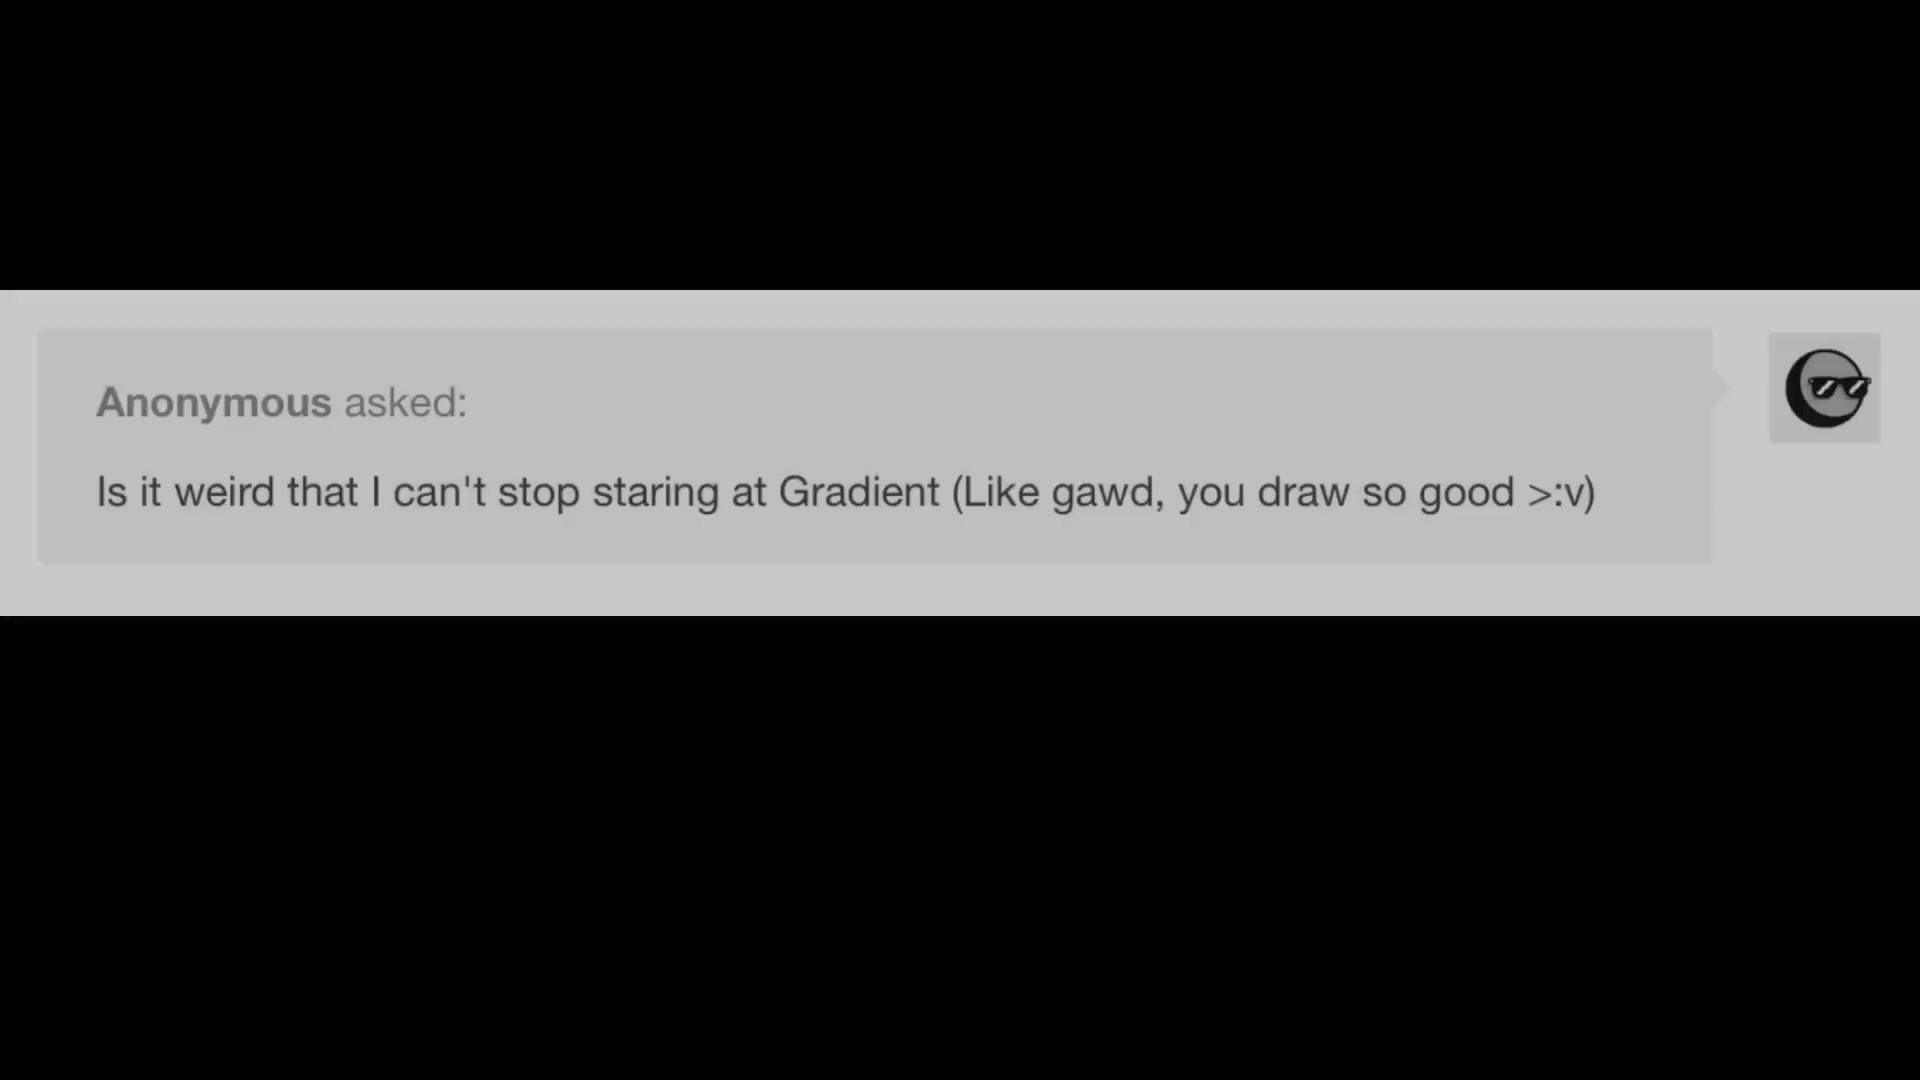 Anonymous asked:
Is it weird that I can't stop staring at Gradient (Like gawd, you draw so good >:v)